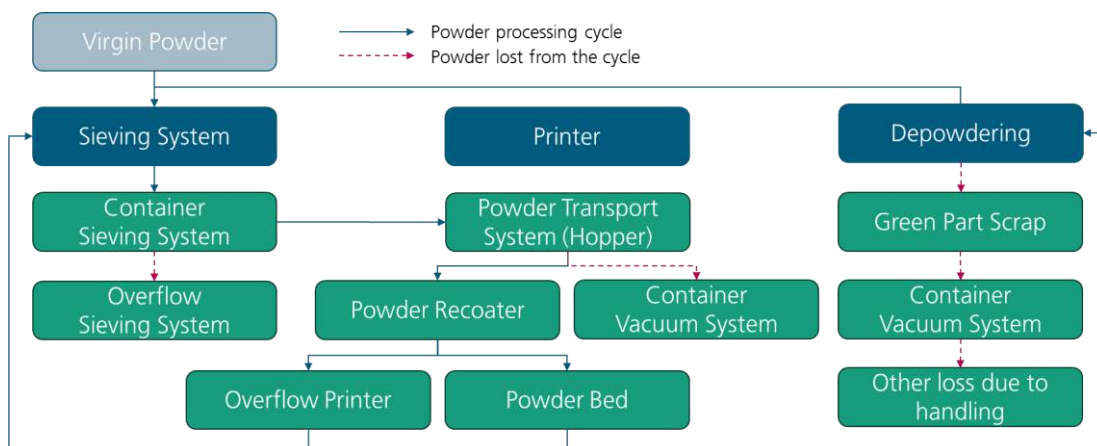 Virgin Powder
Powder processing cycle
Powder lost from the cycle
Sieving System
Printer
Depowdering
Container
Sieving System
Powder Transport
System (Hopper)
Green Part Scrap
Overflow
Sieving System
Powder Recoater
Container
Vacuum System
Container
Vacuum System
Overflow Printer
Powder Bed
Other loss due to
handling